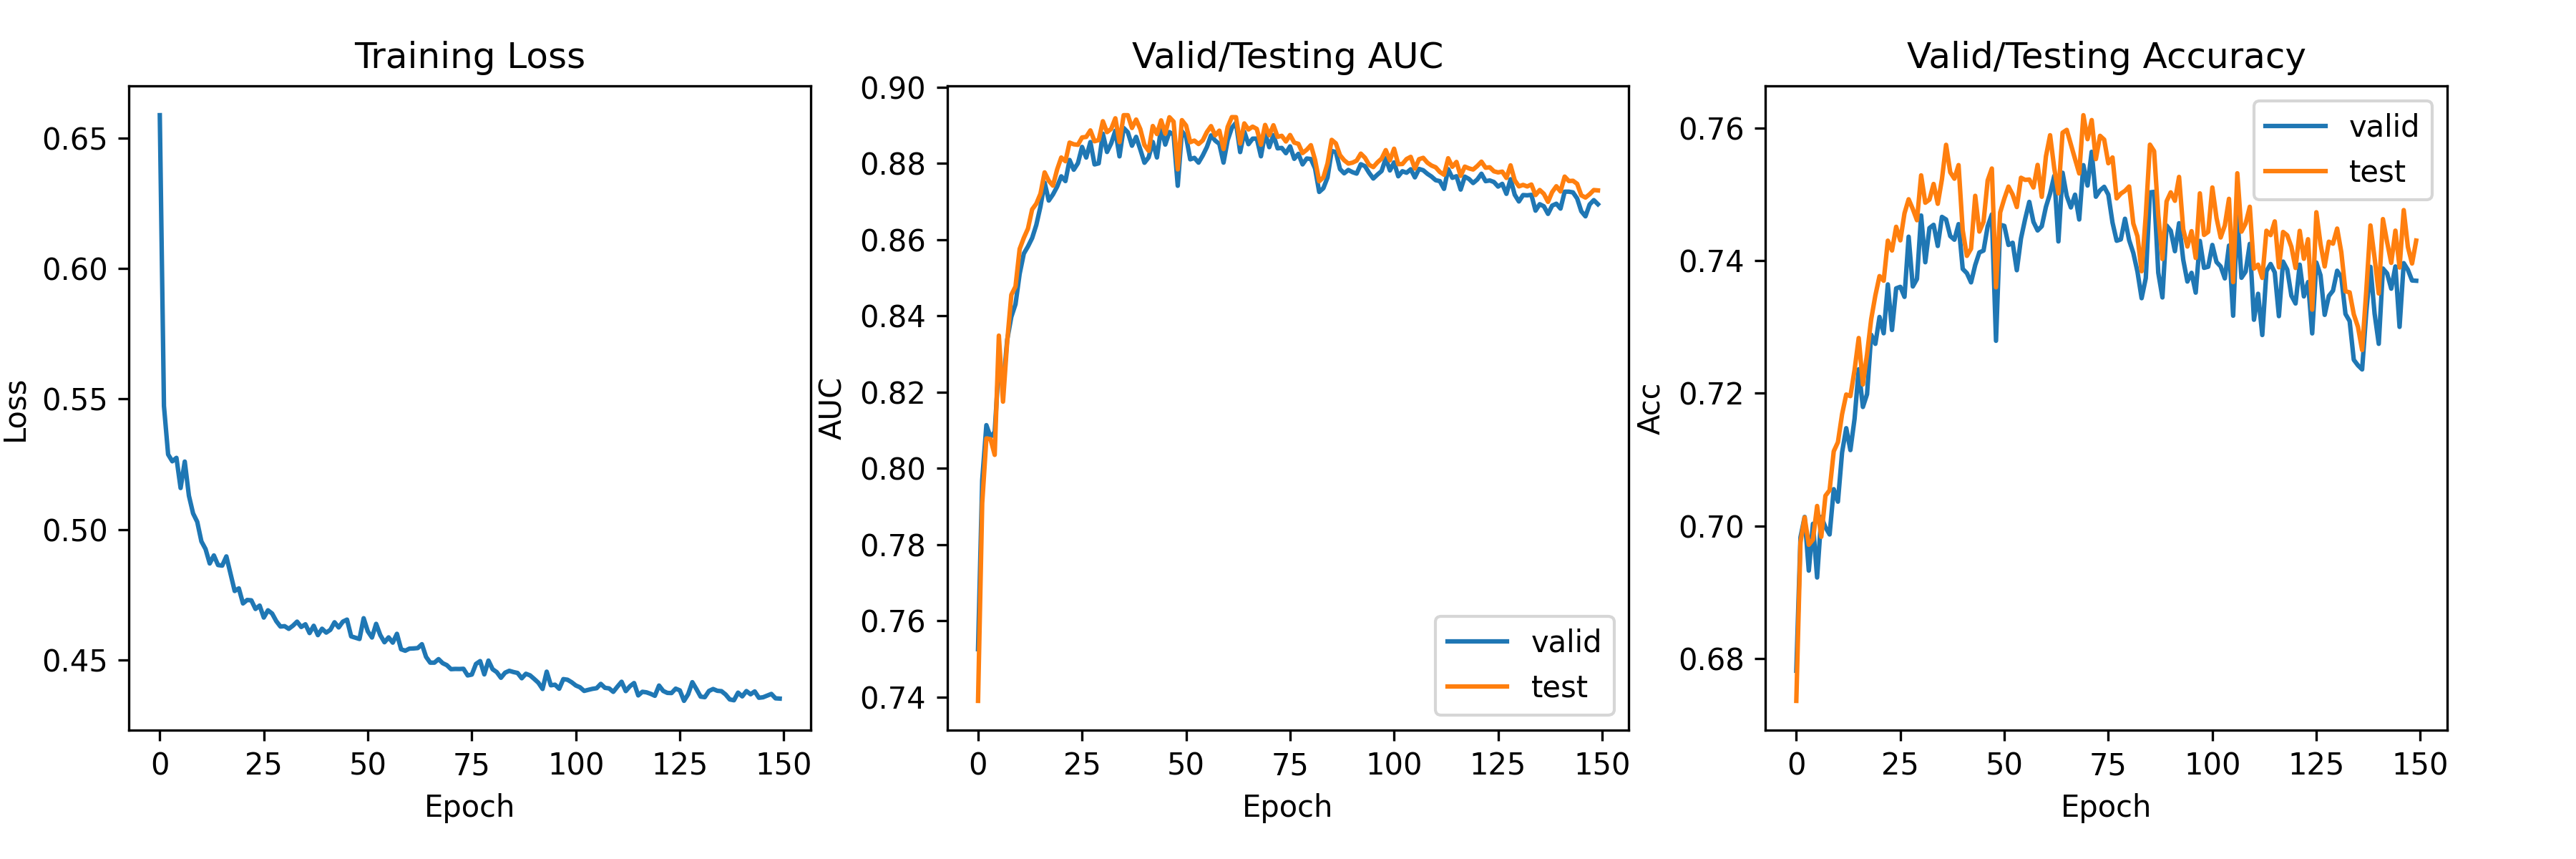 Training Loss
0.65
0.60
0.55
0.50
0.45
Loss
0 25 50 75 100 125 150
Epoch
Valid/Testing AUC
0.90
0.88
0.86
0.84
0.82
0.80
0.78
0.76
0.74
AUC
valid
test
0 25 50 75 100 125 150
Epoch
Valid/Testing Accuracy
0.76
0.74
0.72
0.70
0.68
Acc
valid
test
0 25 50 75 100 125 150
Epoch